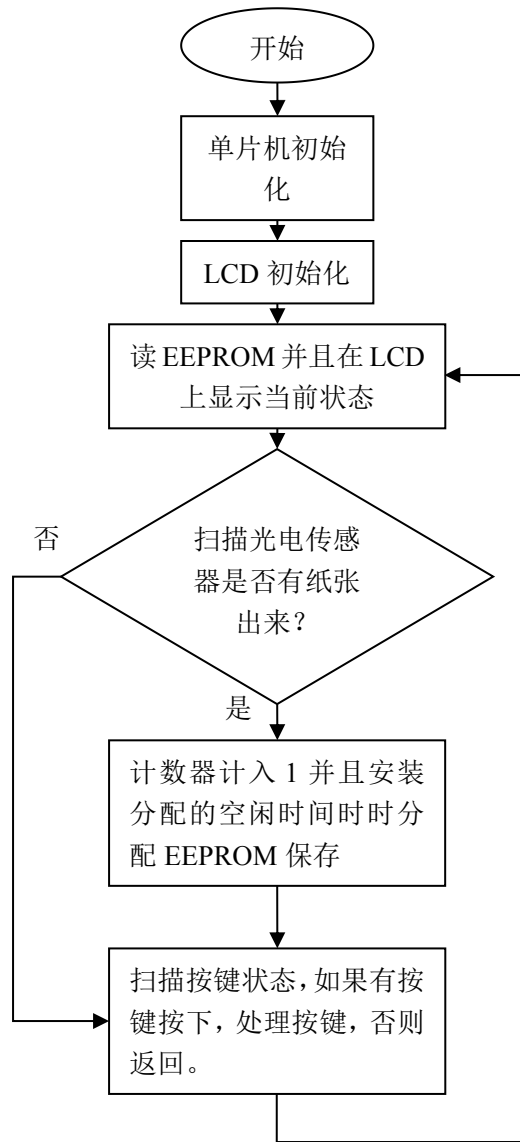 开始
单片机初始
化
LCD 初始化
读 EEPROM 并且在 LCD
上显示当前状态
否
扫描光电传感
器是否有纸张
出来？
是
计数器计入 1 并且安装
分配的空闲时间时时分
配 EEPROM 保存
扫描按键状态，如果有按
键按下，处理按键，否则
返回。